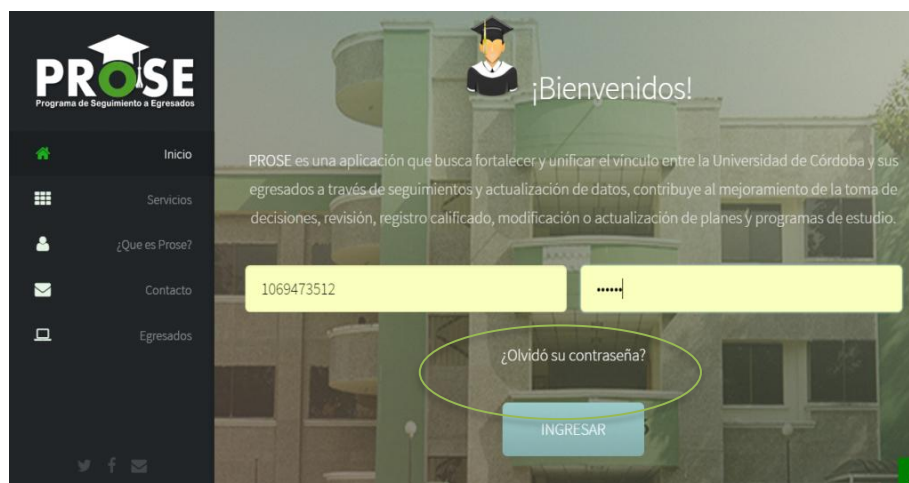 PROSE
Programa de Seguimiento a Egresados
Inicio
Servicios
¿Que es Prose?
Contacto
Egresados
¡Bienvenidos!
PROSE es una aplicación que busca fortalecer y unificar el vínculo entre la Universidad de Córdoba y sus
egresados a través de seguimientos y actualización de datos, contribuye al mejoramiento de la toma de
decisiones, revisión, registro calificado, modificación o actualización de planes y programas de estudio.
1069473512
••••••
¿Olvidó su contraseña?
INGRESAR